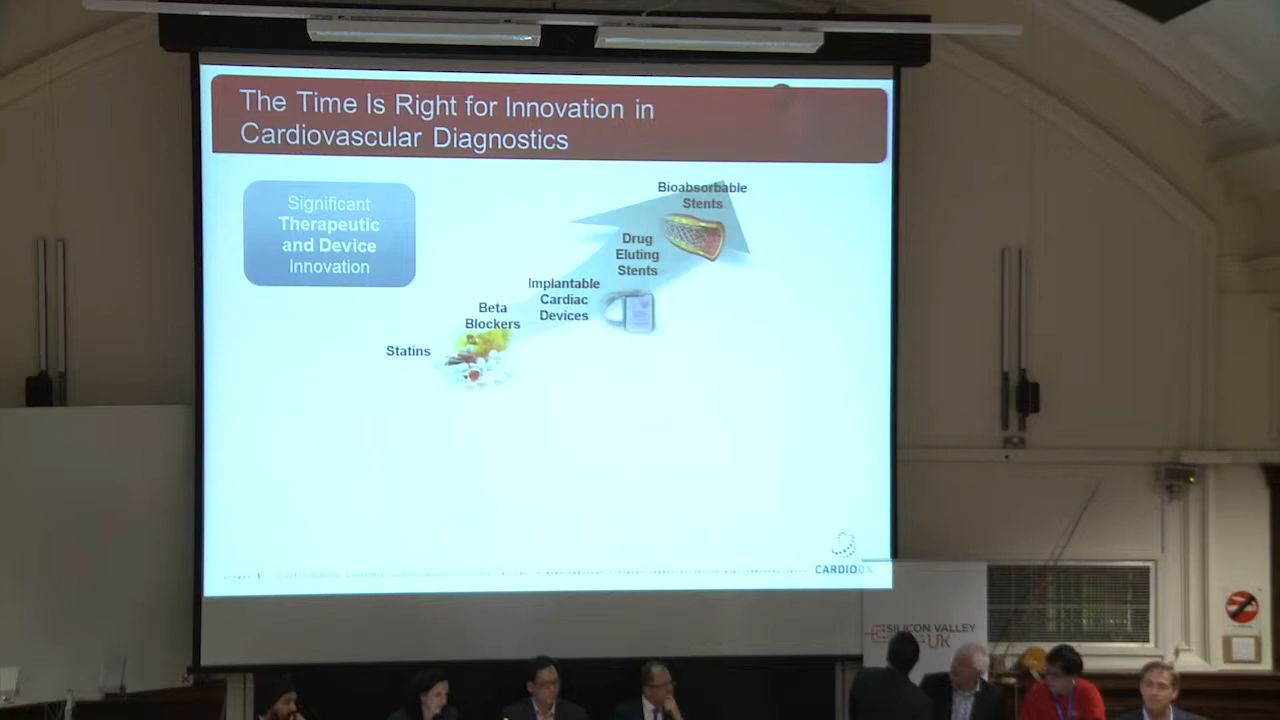 The Time Is Right for Innovation in
Cardiovascular Diagnostics
Significant
Therapeutic
and Device
Innovation
Bioabsorbable
Stents
Drug
Eluting
Stents
Implantable
Cardiac
Devices
Beta
Blockers
Statins
1
CARDIODX
SILICON VALLEY
UK